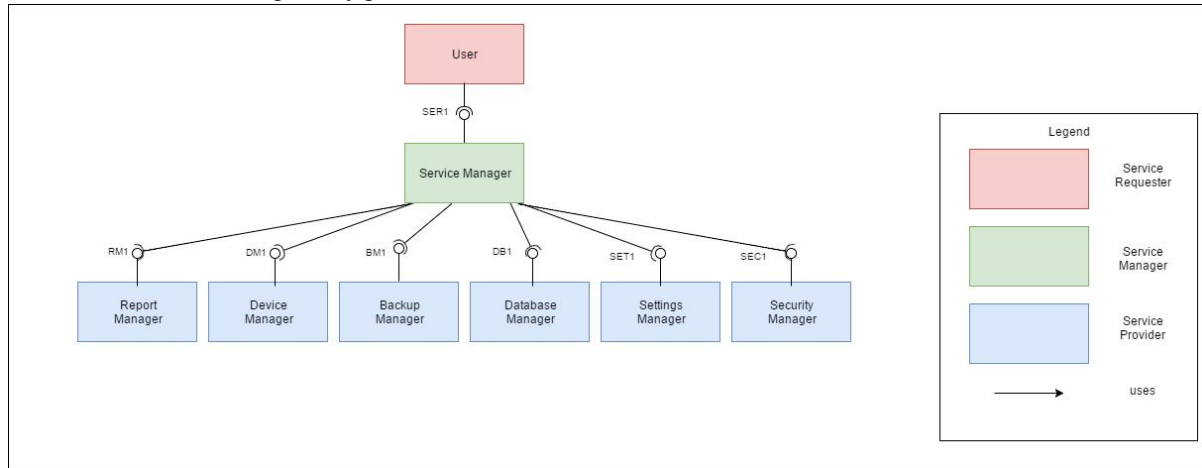 User
SER1
Service Manager
RM1
DM1
BM1
DB1
SET1
SEC1
Report
Manager
Device
Manager
Backup
Manager
Database
Manager
Settings
Manager
Security
Manager
Legend
Service
Requester
Service
Manager
Service
Provider
uses